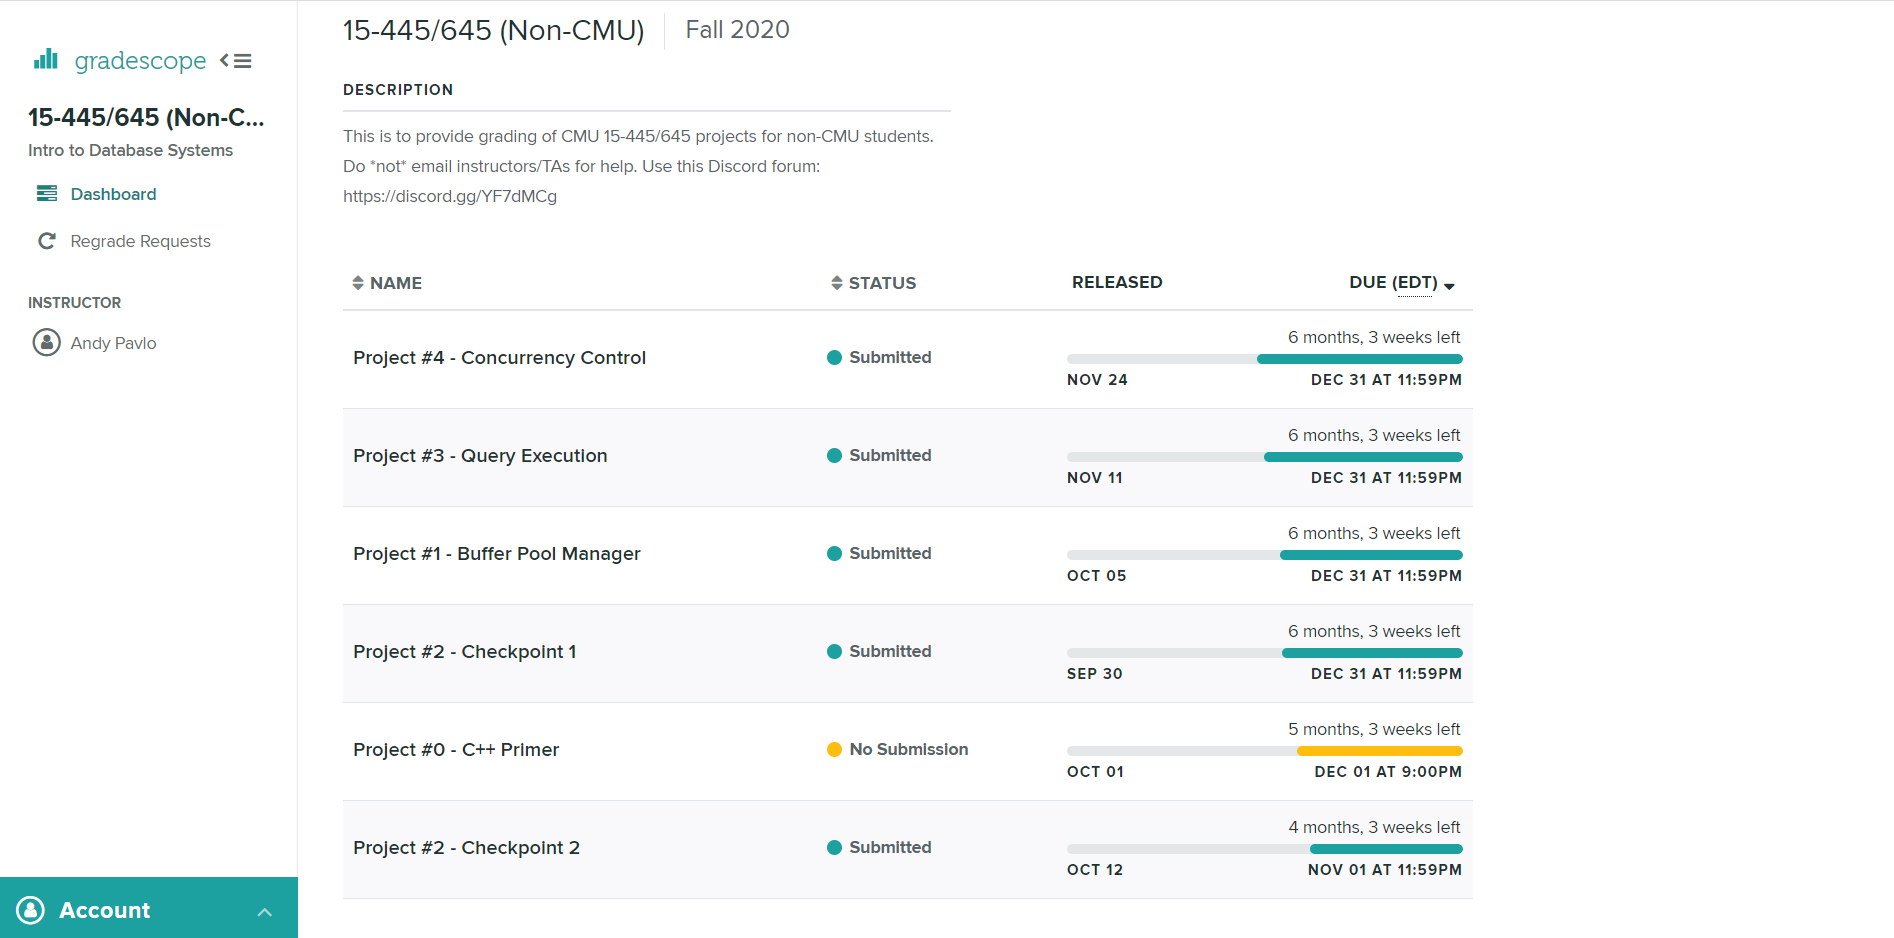 gradescope
15-445/645 (Non-C...
Intro to Database Systems
Dashboard
Regrade Requests
INSTRUCTOR
Andy Pavlo
Account
15-445/645 (Non-CMU)
Fall 2020
DESCRIPTION
This is to provide grading of CMU 15-445/645 projects for non-CMU students.
Do *not* email instructors/TAs for help. Use this Discord forum:
https://discord.gg/YF7dMCg
NAME STATUS RELEASED DUE (EDT)
6 months, 3 weeks left
Project #4 - Concurrency Control Submitted
NOV 24 DEC 31 AT 11:59PM
6 months, 3 weeks left
Project #3 - Query Execution Submitted
NOV 11 DEC 31 AT 11:59PM
6 months, 3 weeks left
Project #1 - Buffer Pool Manager Submitted
OCT 05 DEC 31 AT 11:59PM
6 months, 3 weeks left
Project #2 - Checkpoint 1 Submitted
SEP 30 DEC 31 AT 11:59PM
5 months, 3 weeks left
Project #0 - C++ Primer No Submission
OCT 01 DEC 01 AT 9:00PM
4 months, 3 weeks left
Project #2 - Checkpoint 2 Submitted
OCT 12 NOV 01 AT 11:59PM